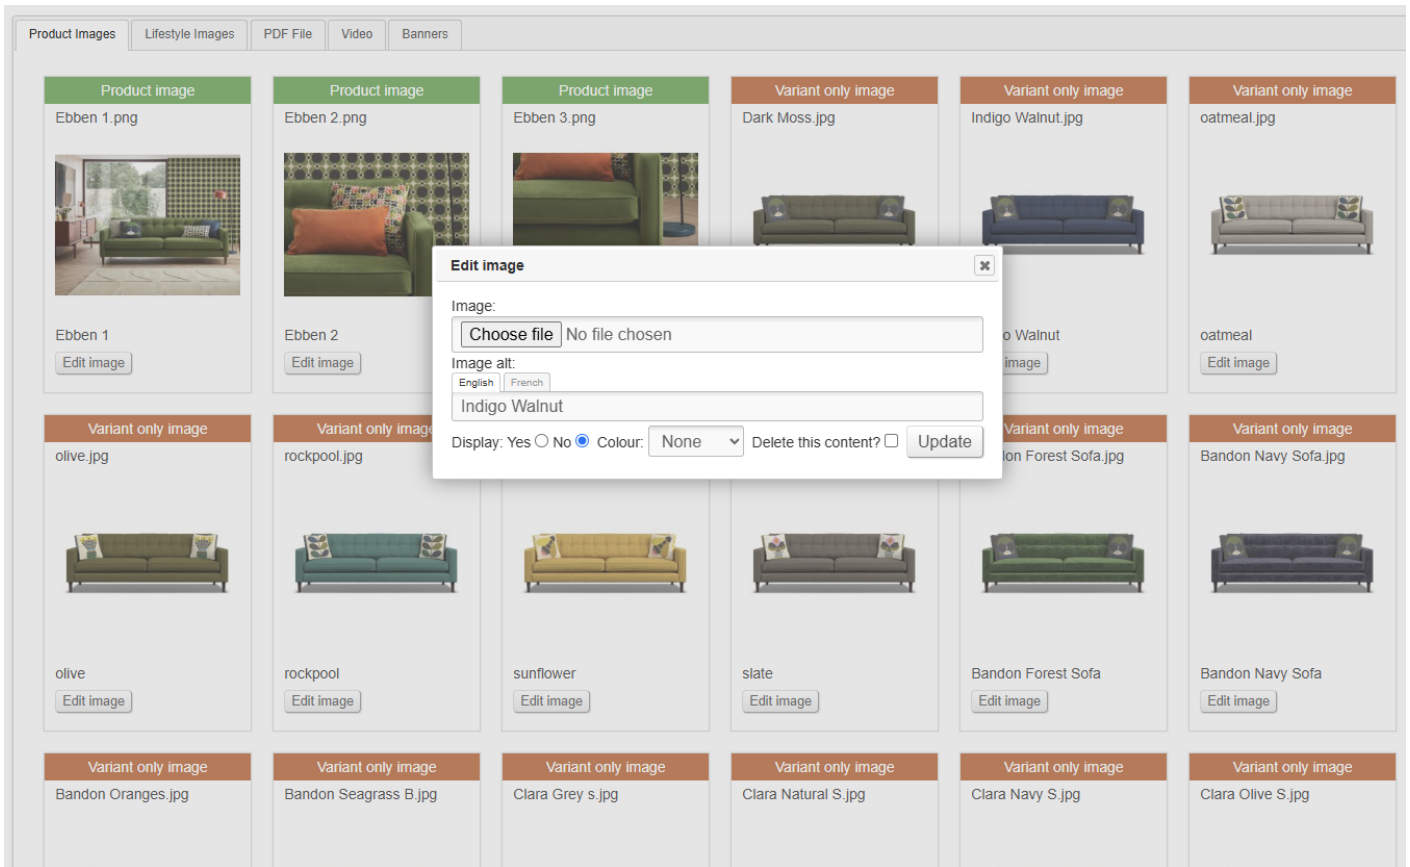 Product Images Lifestyle Images PDF File Video Banners
Product image Product image Product image Variant only image Variant only image Variant only image
Ebben 1.png Ebben 2.png Ebben 3.png Dark Moss.jpg Indigo Walnut.jpg oatmeal.jpg
Edit image
Image:
Choose file No file chosen
Image alt:
English French
Indigo Walnut
Display: Yes No Colour: None Delete this content? Update
Ebben 1 Ebben 2 Walnut oatmeal
Edit image Edit image image Edit image
Variant only image Variant only image Variant only image Variant only image
olive.jpg rockpool.jpg Forest Sofa.jpg Bandon Navy Sofa.jpg
olive rockpool sunflower slate Bandon Forest Sofa Bandon Navy Sofa
Edit image Edit image Edit image Edit image Edit image Edit image
Variant only image Variant only image Variant only image Variant only image Variant only image Variant only image
Bandon Oranges.jpg Bandon Seagrass B.jpg Clara Grey s.jpg Clara Natural S.jpg Clara Navy S.jpg Clara Olive S.jpg